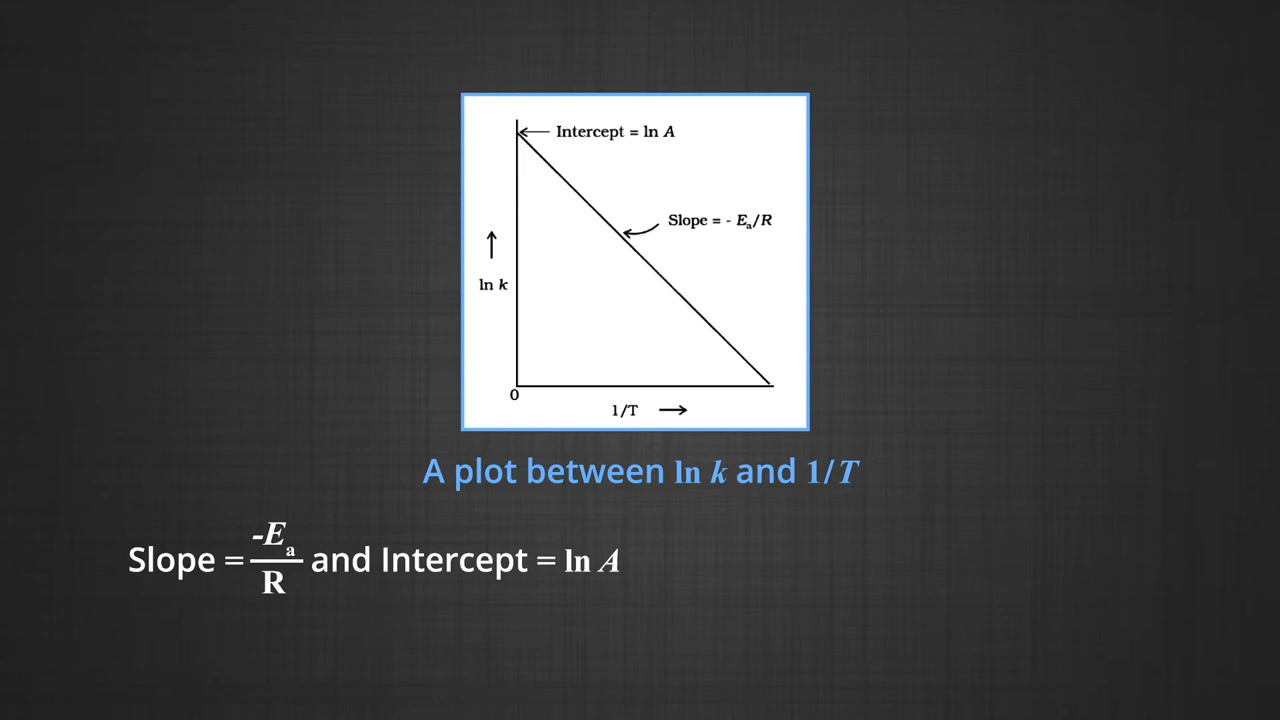 Intercept = ln A
Slope = - Eₐ/R
ln k
0
1/T
A plot between ln k and 1/T
Slope = -Eₐ/R and Intercept = ln A